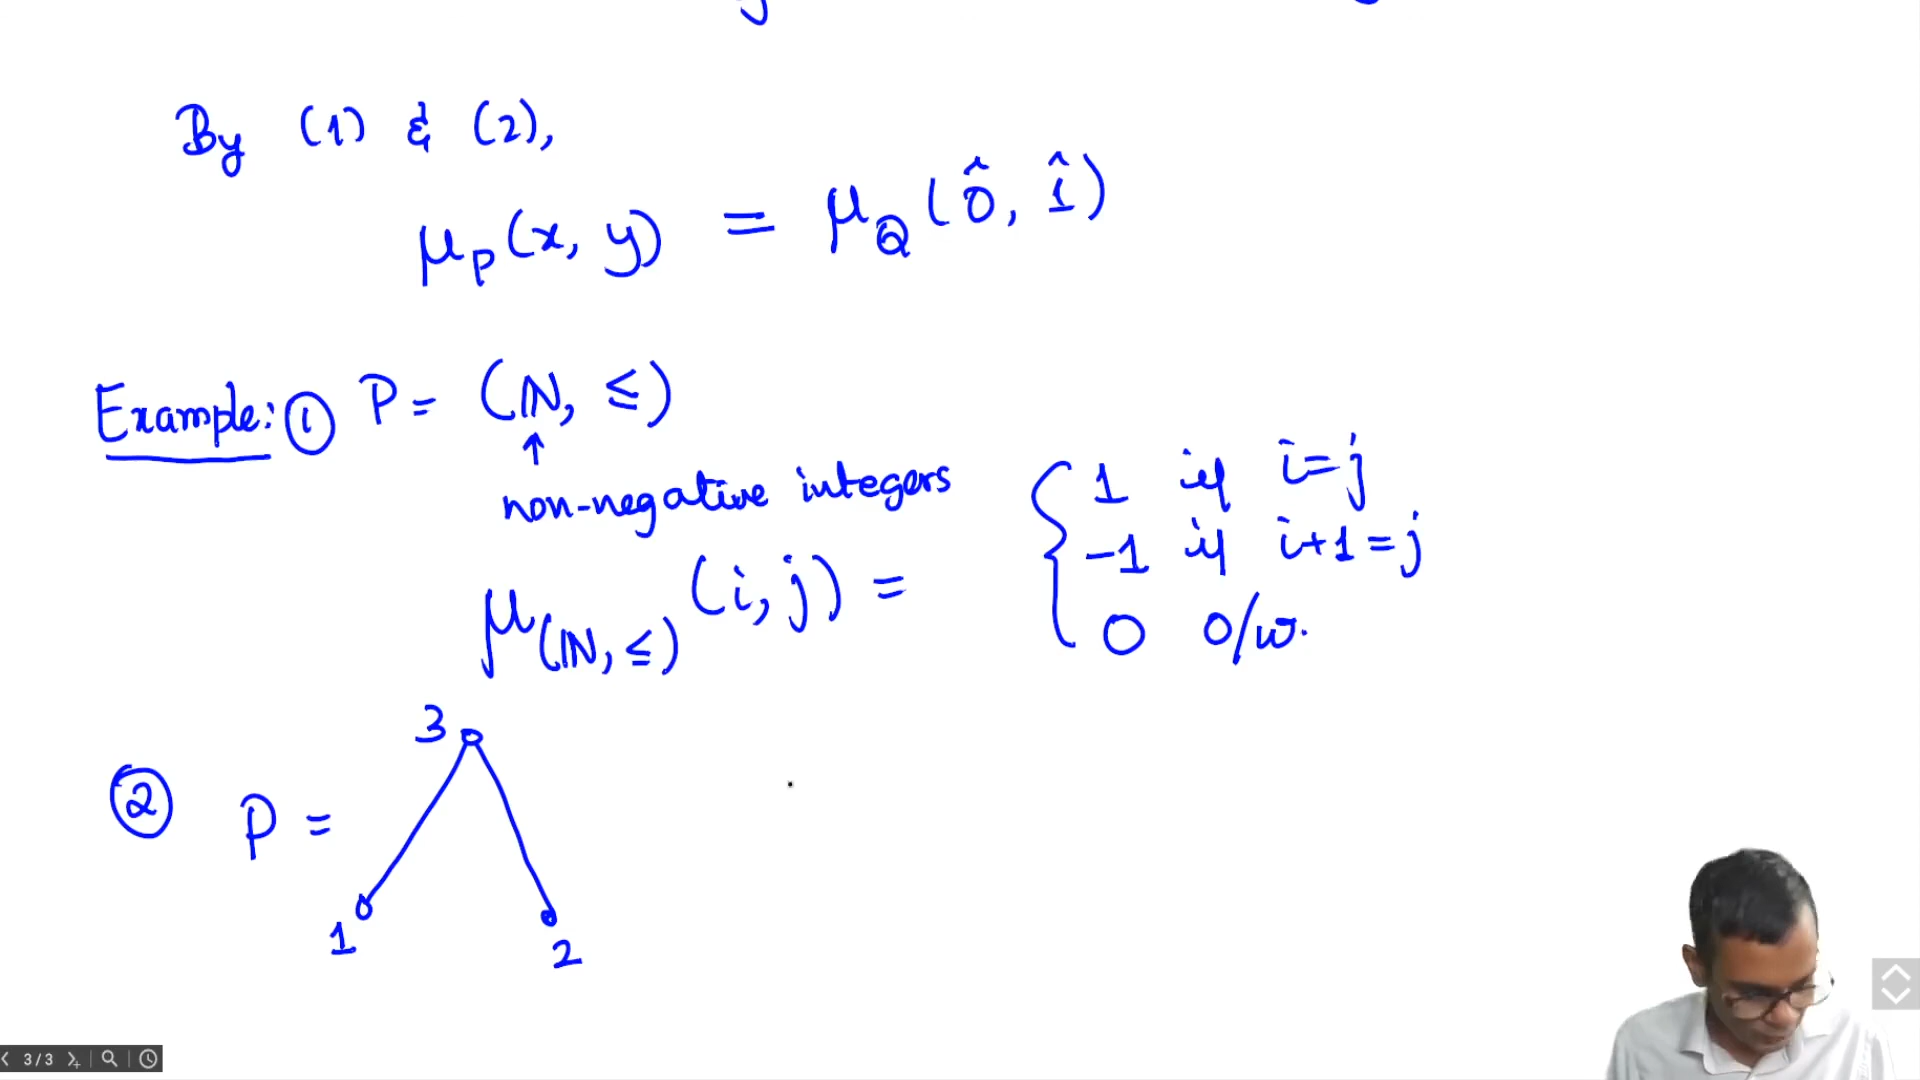 By (1) & (2),
μ_P(x, y) = μ_Q(0̂, 1̂)
Example: ① P = (ℕ, ≤)
↑
non-negative integers
μ_(ℕ, ≤)(i, j) = { 1 if i=j
-1 if i+1=j
0 o/w.
② P =
3
1
2
3/3